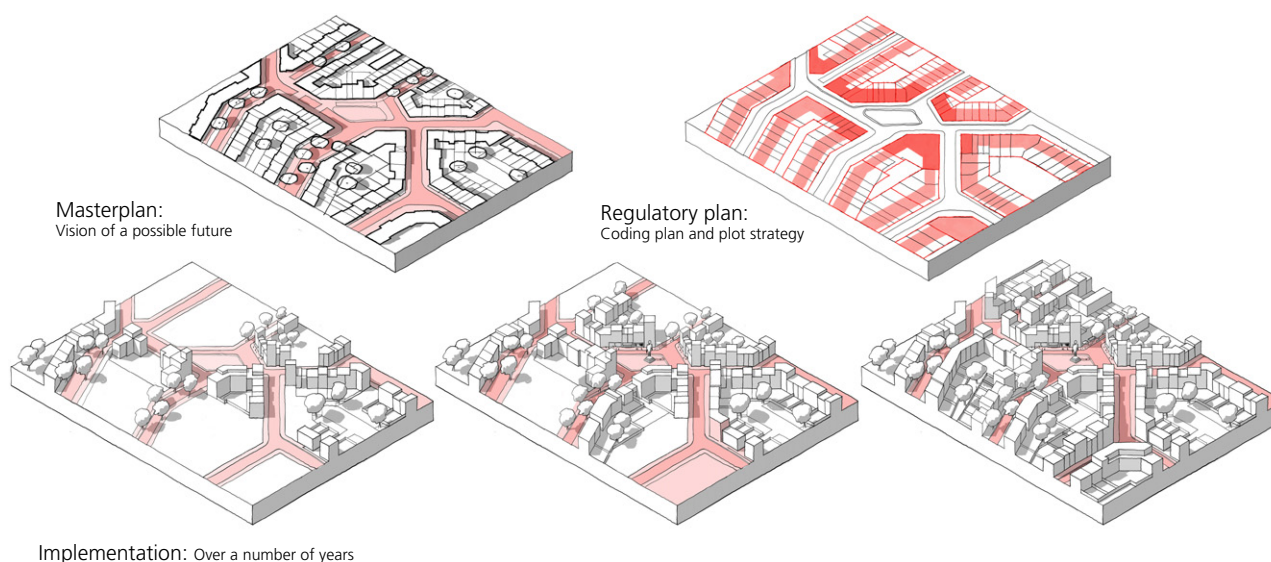 Masterplan:
Vision of a possible future
Regulatory plan:
Coding plan and plot strategy
Implementation: Over a number of years